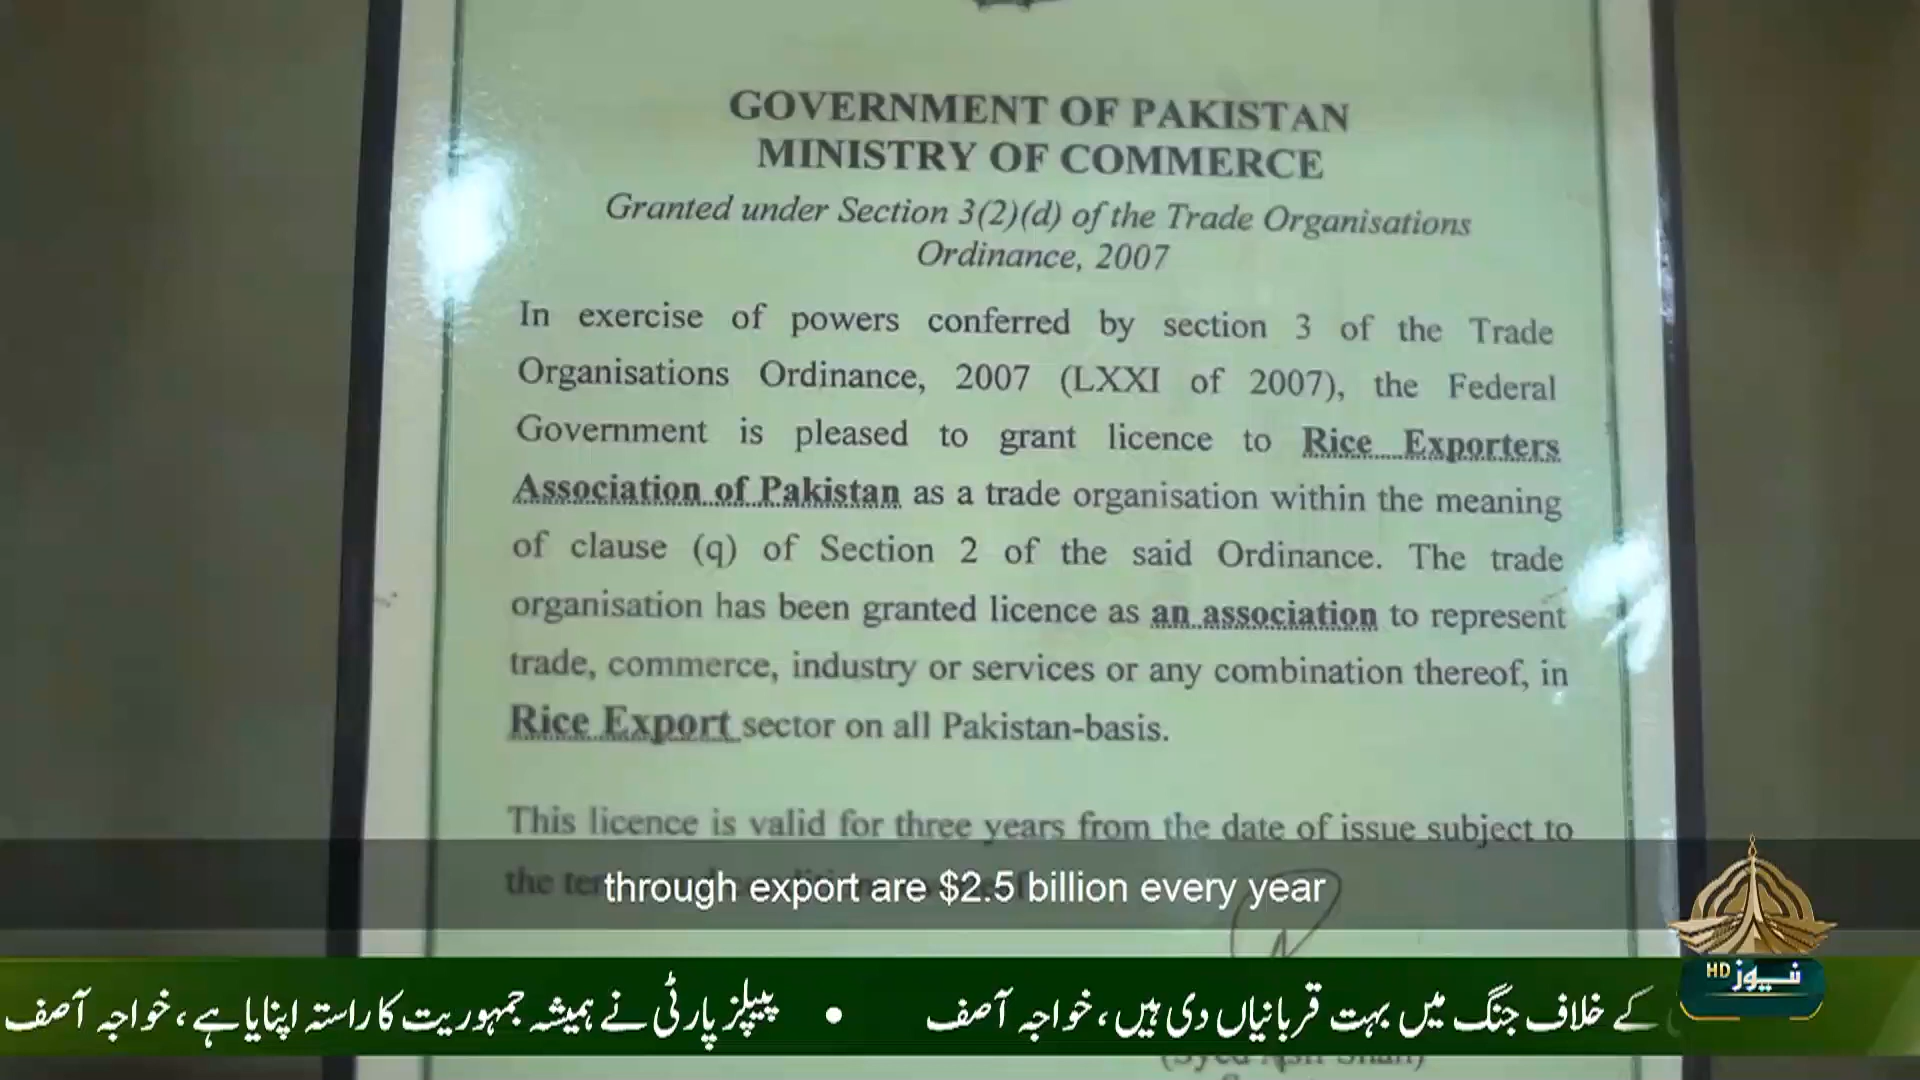 GOVERNMENT OF PAKISTAN
MINISTRY OF COMMERCE
Granted under Section 3(2)(d) of the Trade Organisations
Ordinance, 2007
In exercise of powers conferred by section 3 of the Trade
Organisations Ordinance, 2007 (LXXI of 2007), the Federal
Government is pleased to grant licence to Rice Exporters
Association of Pakistan as a trade organisation within the meaning
of clause (q) of Section 2 of the said Ordinance. The trade
organisation has been granted licence as an association to represent
trade, commerce, industry or services or any combination thereof, in
Rice Export sector on all Pakistan-basis.
This licence is valid for three years from the date of issue subject to
the
through export are $2.5 billion every year
نیوز HD
کے خلاف جنگ میں بہت قربانیاں دی ہیں، خواجہ آصف • پیپلز پارٹی نے ہمیشہ جمہوریت کا راستہ اپنایا ہے، خواجہ آصف